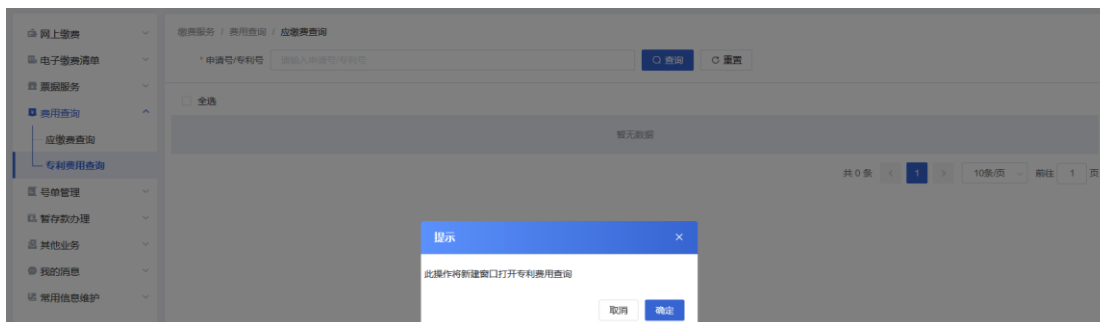 网上缴费
电子缴费清单
票据服务
费用查询
应缴费查询
专利费用查询
号单管理
暂存款办理
其他业务
我的消息
常用信息维护
缴费服务 / 费用查询 / 应缴费查询
* 申请号/专利号 请输入申请号/专利号 查询 重置
全选
暂无数据
共 0 条 < 1 > 10条/页 前往 1 页
提示 ×
此操作将新建窗口打开专利费用查询
取消 确定